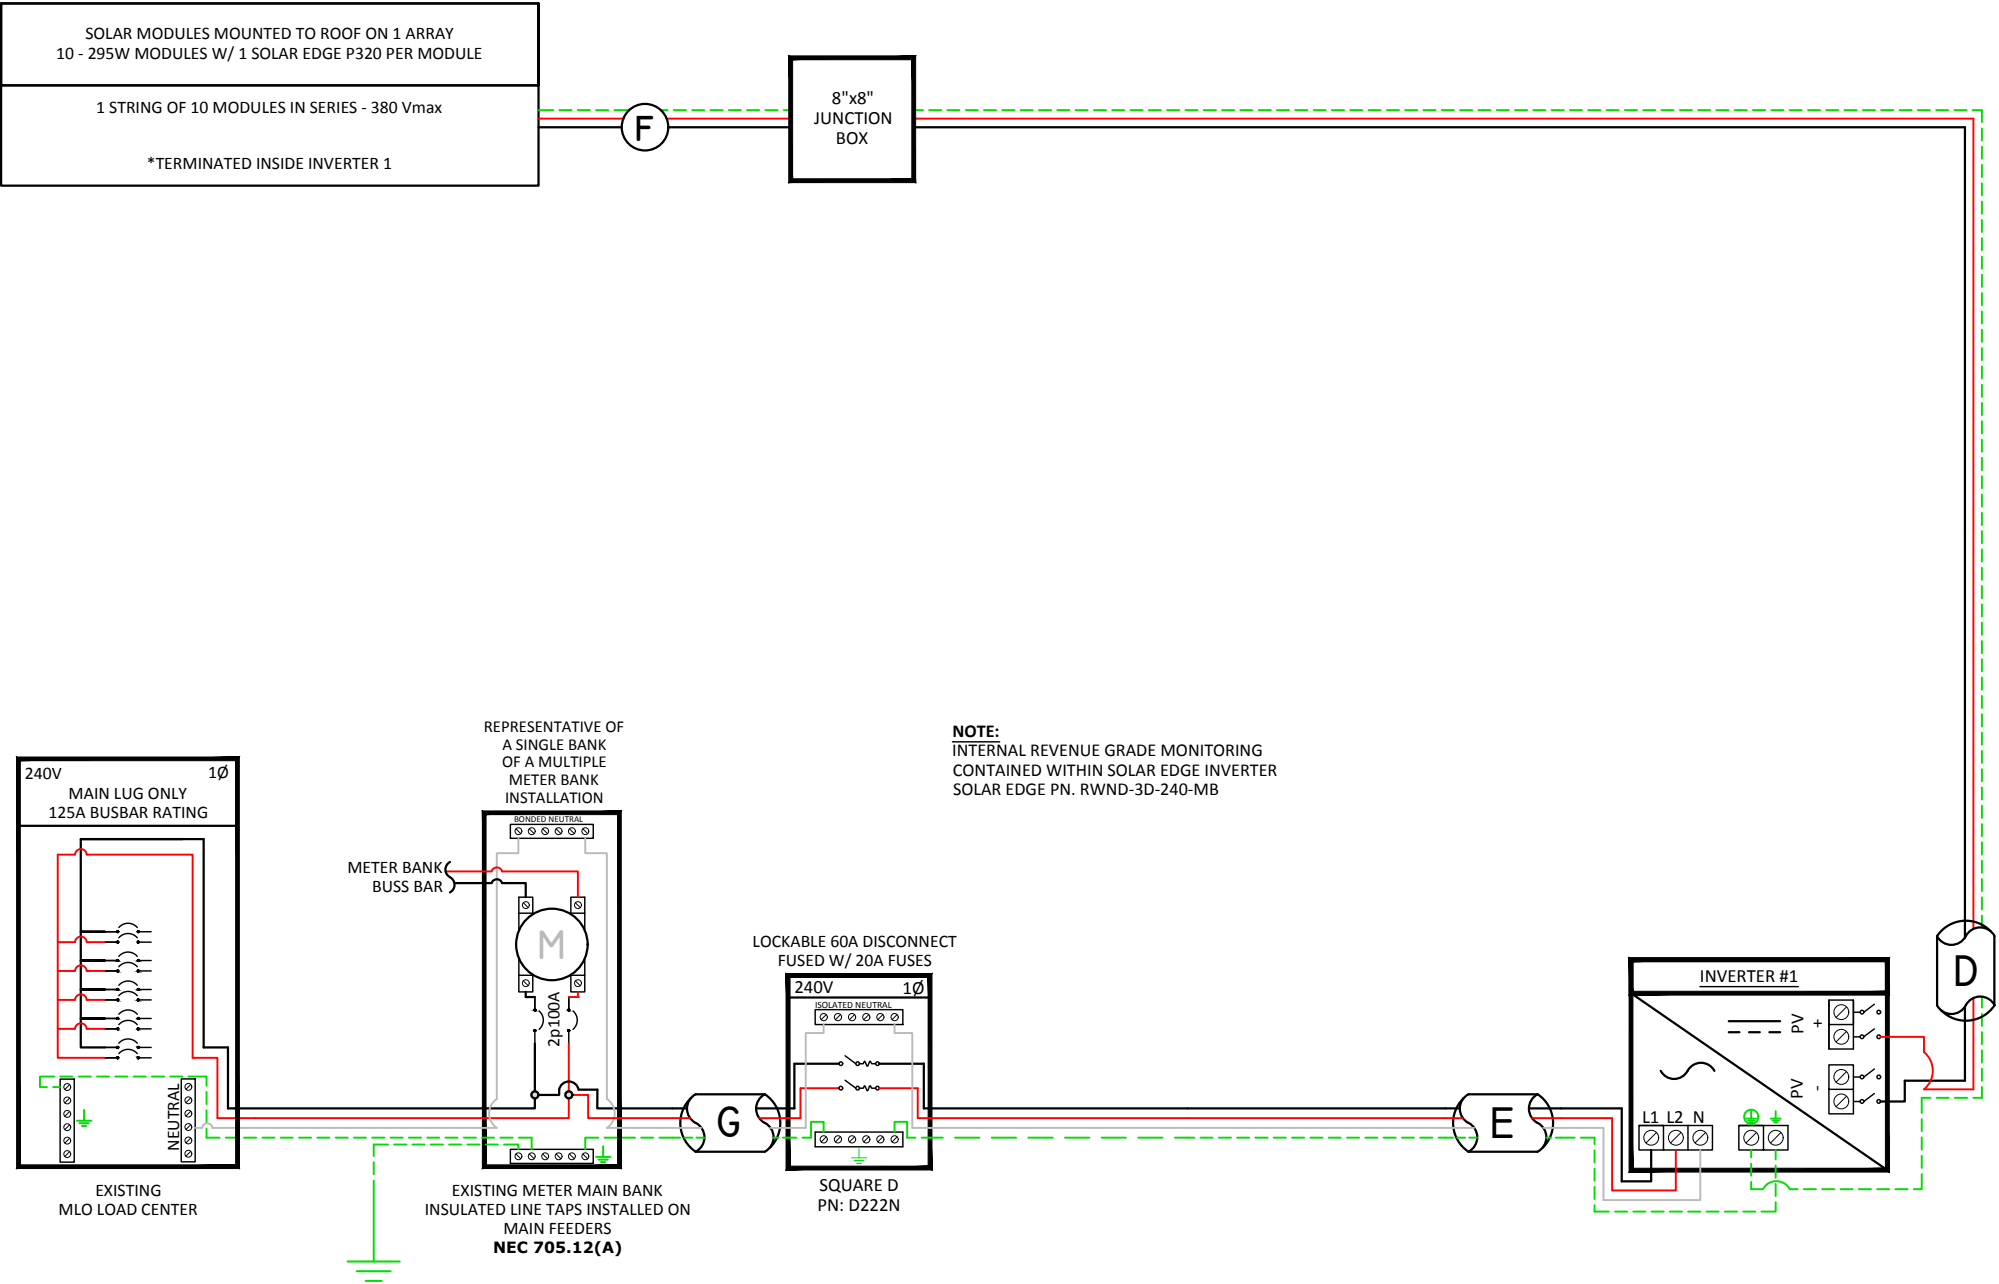 SOLAR MODULES MOUNTED TO ROOF ON 1 ARRAY
10 - 295W MODULES W/ 1 SOLAR EDGE P320 PER MODULE
1 STRING OF 10 MODULES IN SERIES - 380 Vmax
*TERMINATED INSIDE INVERTER 1
F
8"x8"
JUNCTION
BOX
D
REPRESENTATIVE OF
A SINGLE BANK
OF A MULTIPLE
METER BANK
INSTALLATION
NOTE:
INTERNAL REVENUE GRADE MONITORING
CONTAINED WITHIN SOLAR EDGE INVERTER
SOLAR EDGE PN. RWND-3D-240-MB
240V 1Ø
MAIN LUG ONLY
125A BUSBAR RATING
NEUTRAL
EXISTING
MLO LOAD CENTER
BONDED NEUTRAL
METER BANK
BUSS BAR
M
2p100A
EXISTING METER MAIN BANK
INSULATED LINE TAPS INSTALLED ON
MAIN FEEDERS
NEC 705.12(A)
G
LOCKABLE 60A DISCONNECT
FUSED W/ 20A FUSES
240V 1Ø
ISOLATED NEUTRAL
SQUARE D
PN: D222N
E
INVERTER #1
PV +
PV -
L1 L2 N